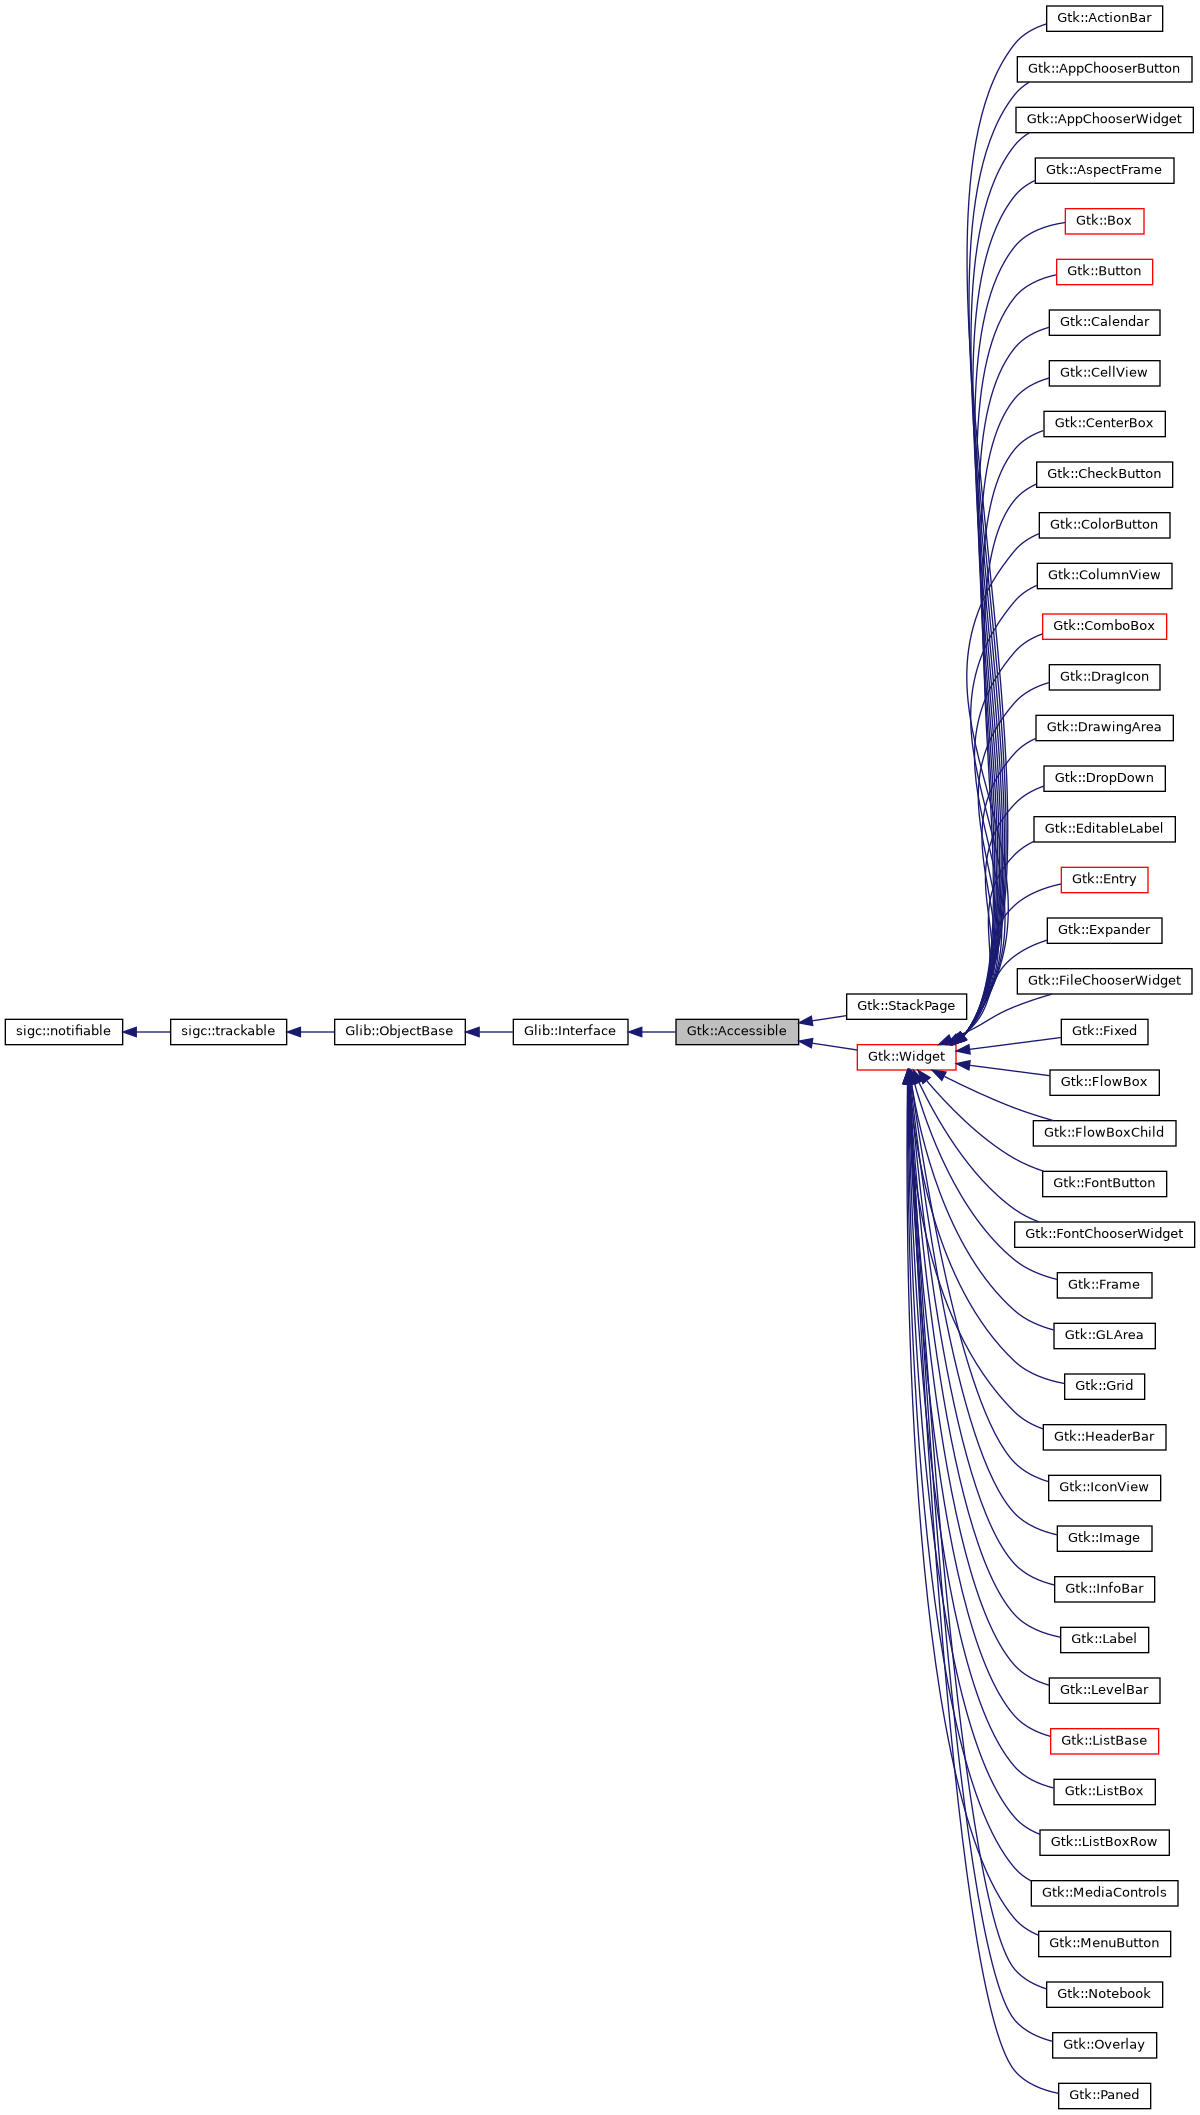 Gtk::ActionBar
Gtk::AppChooserButton
Gtk::AppChooserWidget
Gtk::AspectFrame
Gtk::Box
Gtk::Button
Gtk::Calendar
Gtk::CellView
Gtk::CenterBox
Gtk::CheckButton
Gtk::ColorButton
Gtk::ColumnView
Gtk::ComboBox
Gtk::DragIcon
Gtk::DrawingArea
Gtk::DropDown
Gtk::EditableLabel
Gtk::Entry
Gtk::Expander
Gtk::FileChooserWidget
Gtk::StackPage
sigc::notifiable
sigc::trackable
Glib::ObjectBase
Glib::Interface
Gtk::Accessible
Gtk::Fixed
Gtk::Widget
Gtk::FlowBox
Gtk::FlowBoxChild
Gtk::FontButton
Gtk::FontChooserWidget
Gtk::Frame
Gtk::GLArea
Gtk::Grid
Gtk::HeaderBar
Gtk::IconView
Gtk::Image
Gtk::InfoBar
Gtk::Label
Gtk::LevelBar
Gtk::ListBase
Gtk::ListBox
Gtk::ListBoxRow
Gtk::MediaControls
Gtk::MenuButton
Gtk::Notebook
Gtk::Overlay
Gtk::Paned